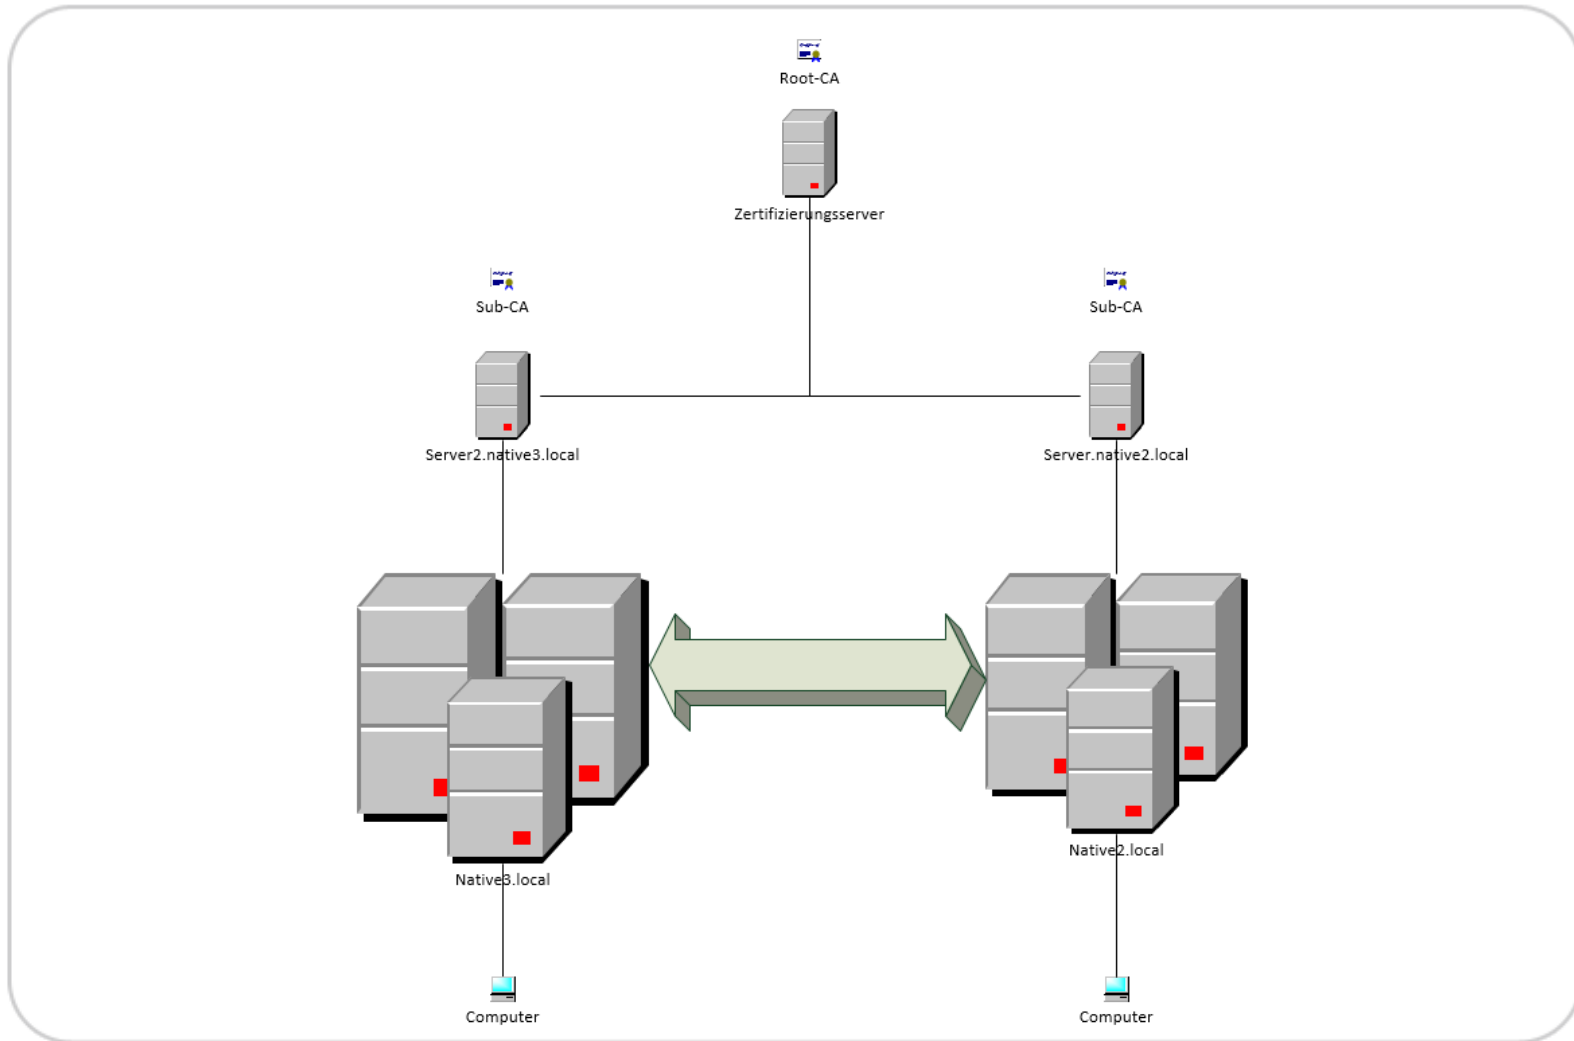 Root-CA
Zertifizierungsserver
Sub-CA
Sub-CA
Server2.native3.local
Server.native2.local
Native2.local
Native3.local
Computer
Computer